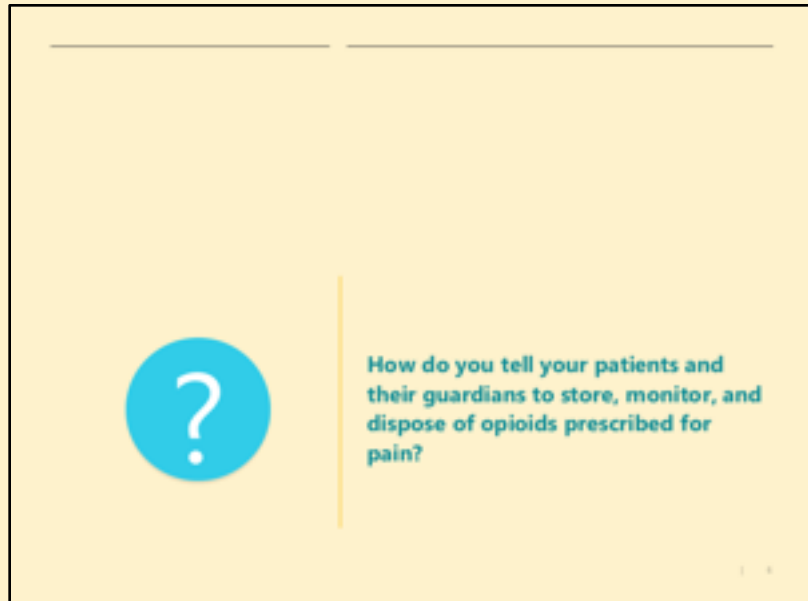 ?
How do you tell your patients and
their guardians to store, monitor, and
dispose of opioids prescribed for
pain?